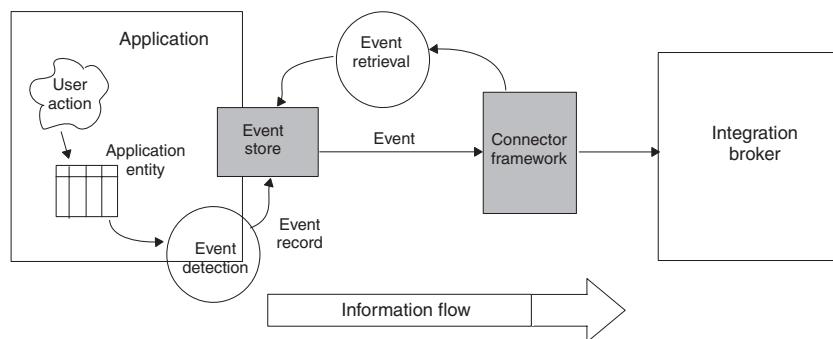 Application
User
action
Application
entity
Event
detection
Event
record
Event
store
Event
retrieval
Event
Connector
framework
Integration
broker
Information flow